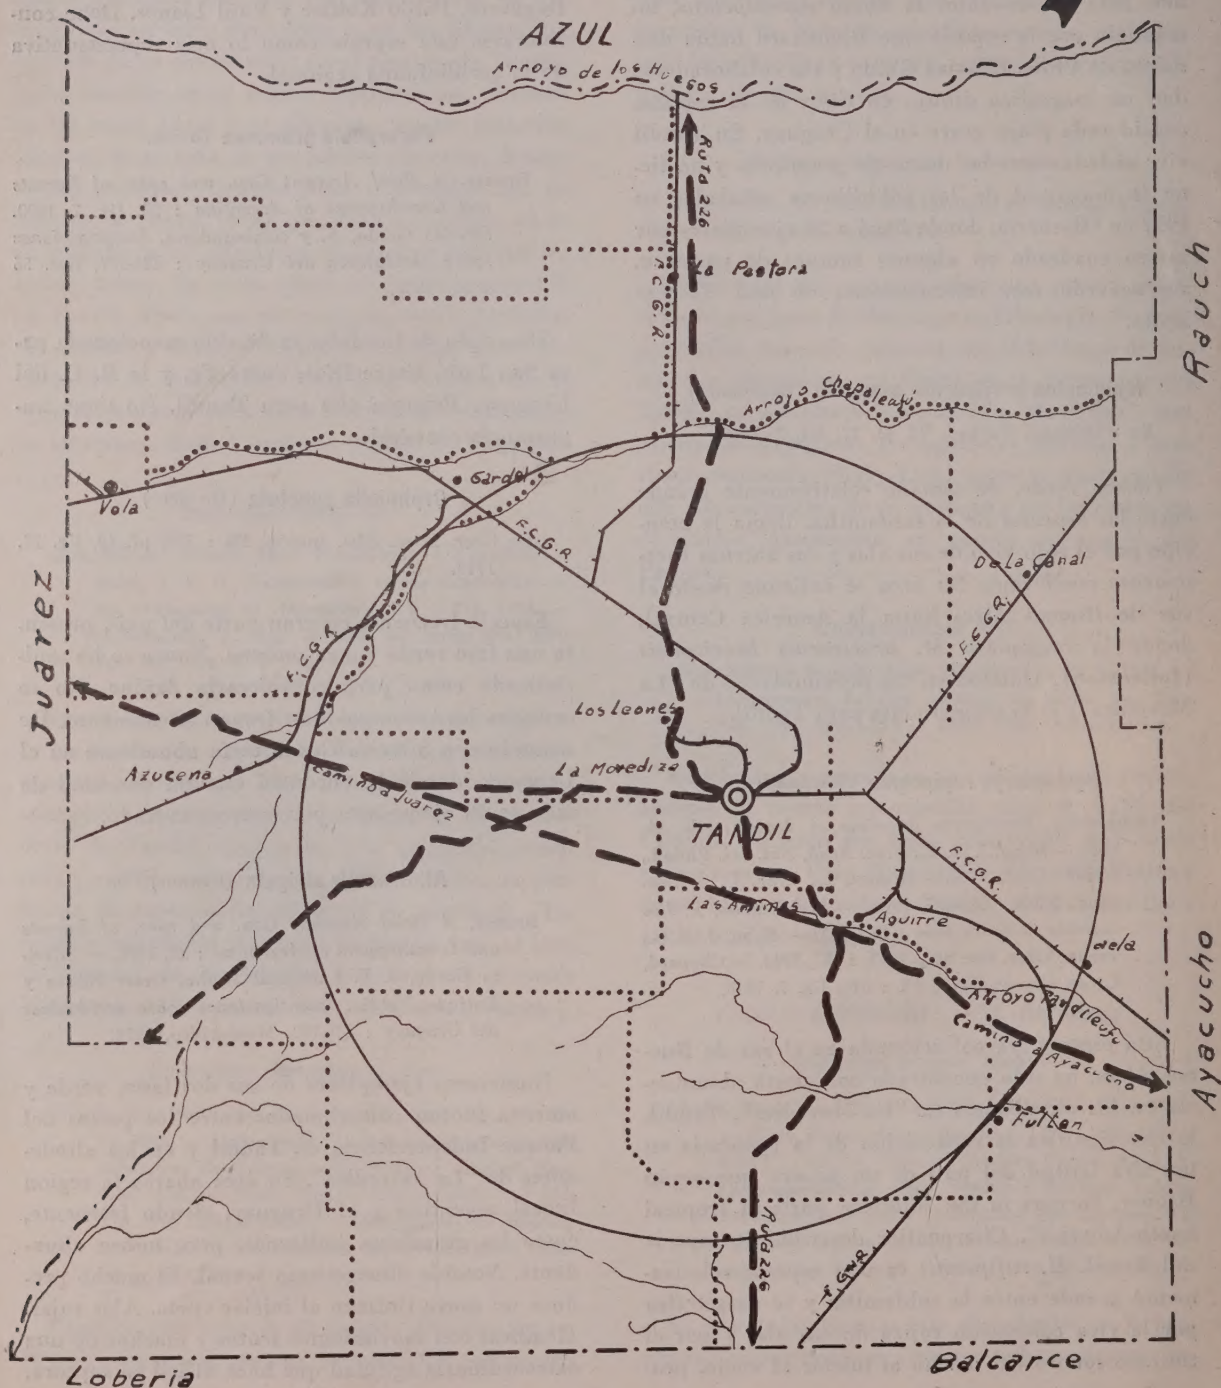 AZUL
Arroyo de los Huesos
Ruta 226
La Pastora
F. C. G. R.
Rauch
Arroyo Chapaleafú
Gardel
Vela
F.C.G.R.
De La Canal
F.C.G.R.
F.C.G.R.
Juarez
Los Leones
La Movediza
Azucena
Camino a Juarez
TANDIL
F.C.G.R.
Las Animas
Aguirre
dela
Arroyo Tandileufú
Camino a Ayacucho
Ayacucho
Fulton
Ruta 226
Balcarce
Loberia